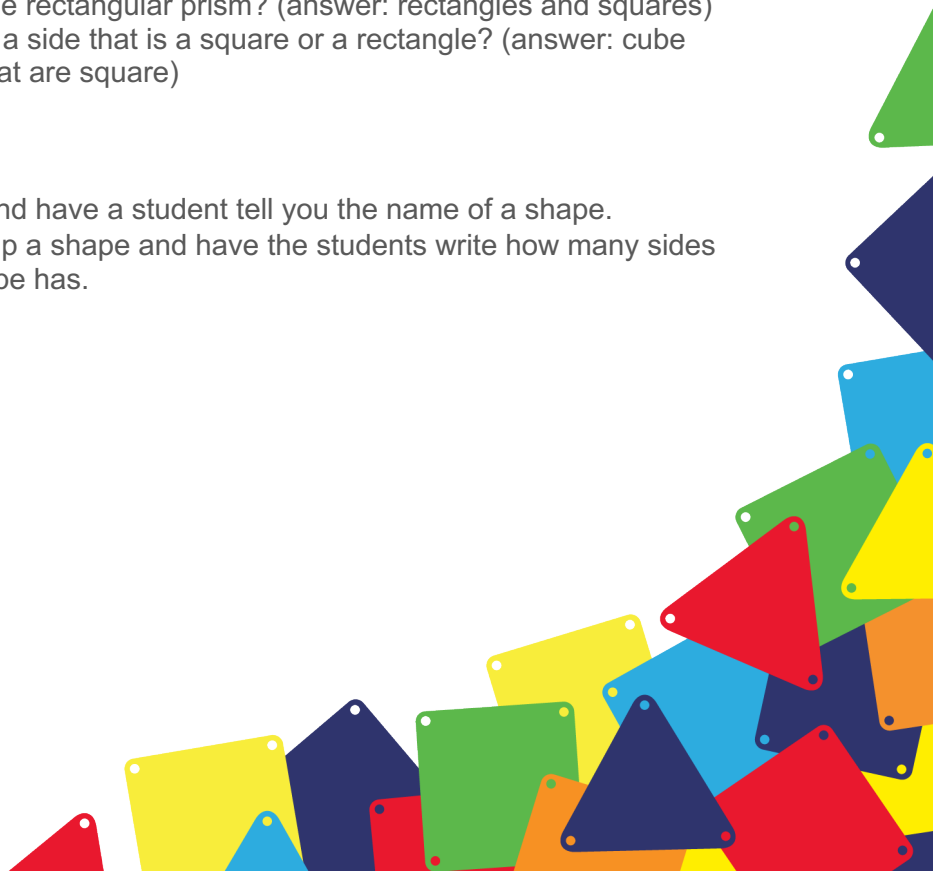 e rectangular prism? (answer: rectangles and squares)
a side that is a square or a rectangle? (answer: cube
at are square)
nd have a student tell you the name of a shape.
p a shape and have the students write how many sides
pe has.